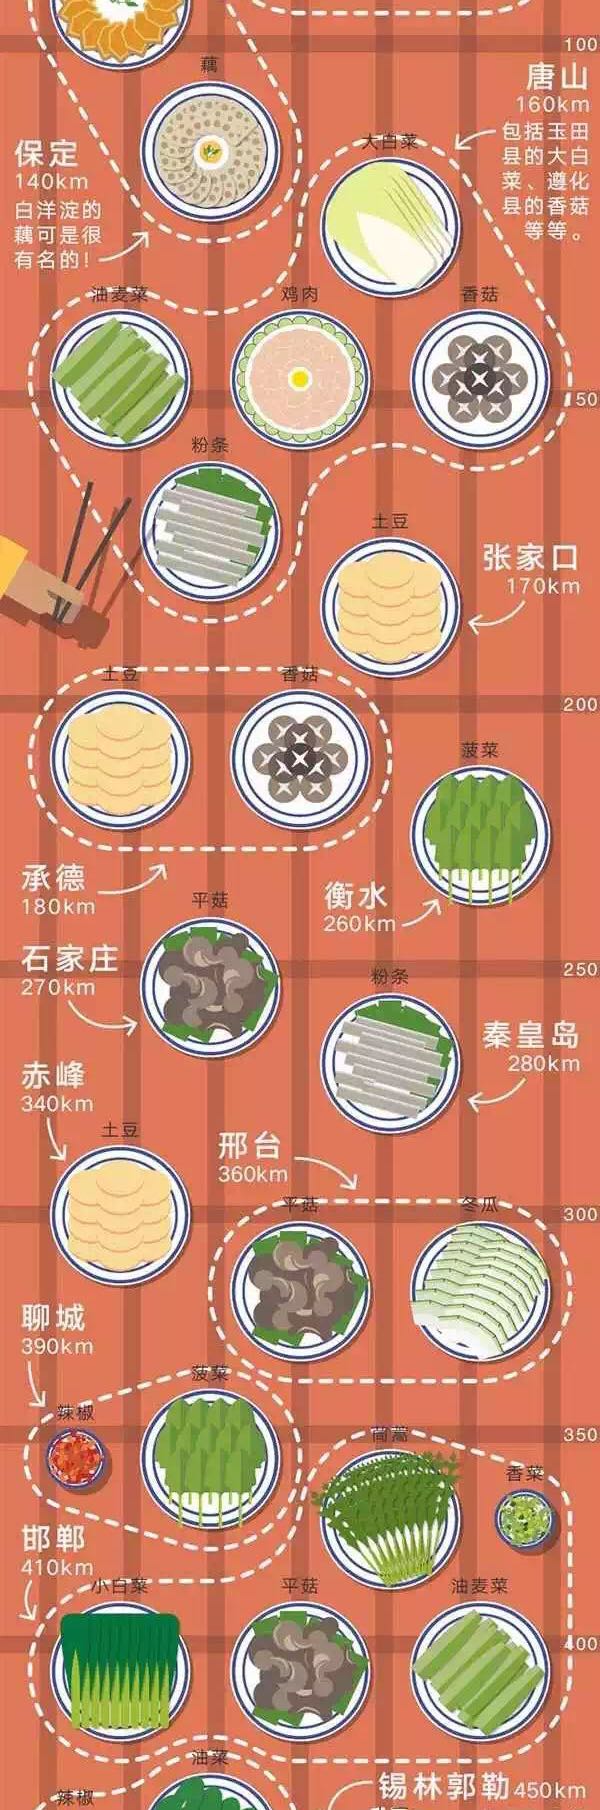 100
藕
唐山
160km
包括玉田
县的大白
菜、遵化
县的香菇
等等。
大白菜
保定
140km
白洋淀的
藕可是很
有名的！
油麦菜
鸡肉
香菇
150
粉条
土豆
张家口
170km
土豆
香菇
200
菠菜
承德
180km
衡水
260km
平菇
石家庄
270km
250
粉条
秦皇岛
280km
赤峰
340km
土豆
邢台
360km
平菇
冬瓜
300
聊城
390km
菠菜
辣椒
350
茼蒿
香菜
邯郸
410km
小白菜
平菇
油麦菜
400
油菜
锡林郭勒450km
辣椒